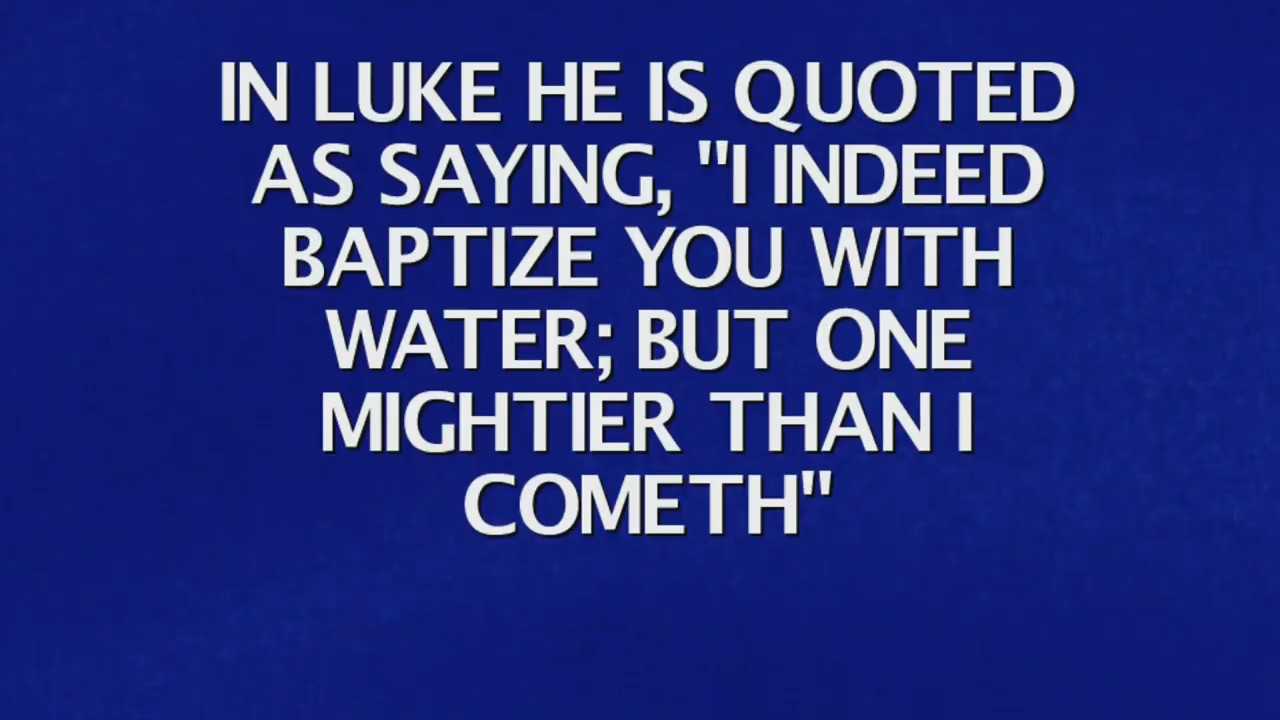 IN LUKE HE IS QUOTED
AS SAYING, "I INDEED
BAPTIZE YOU WITH
WATER; BUT ONE
MIGHTIER THAN I
COMETH"